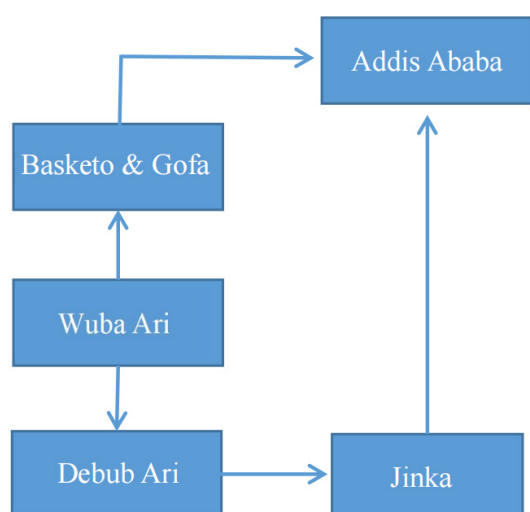 Addis Ababa
Basketo & Gofa
Wuba Ari
Debub Ari
Jinka